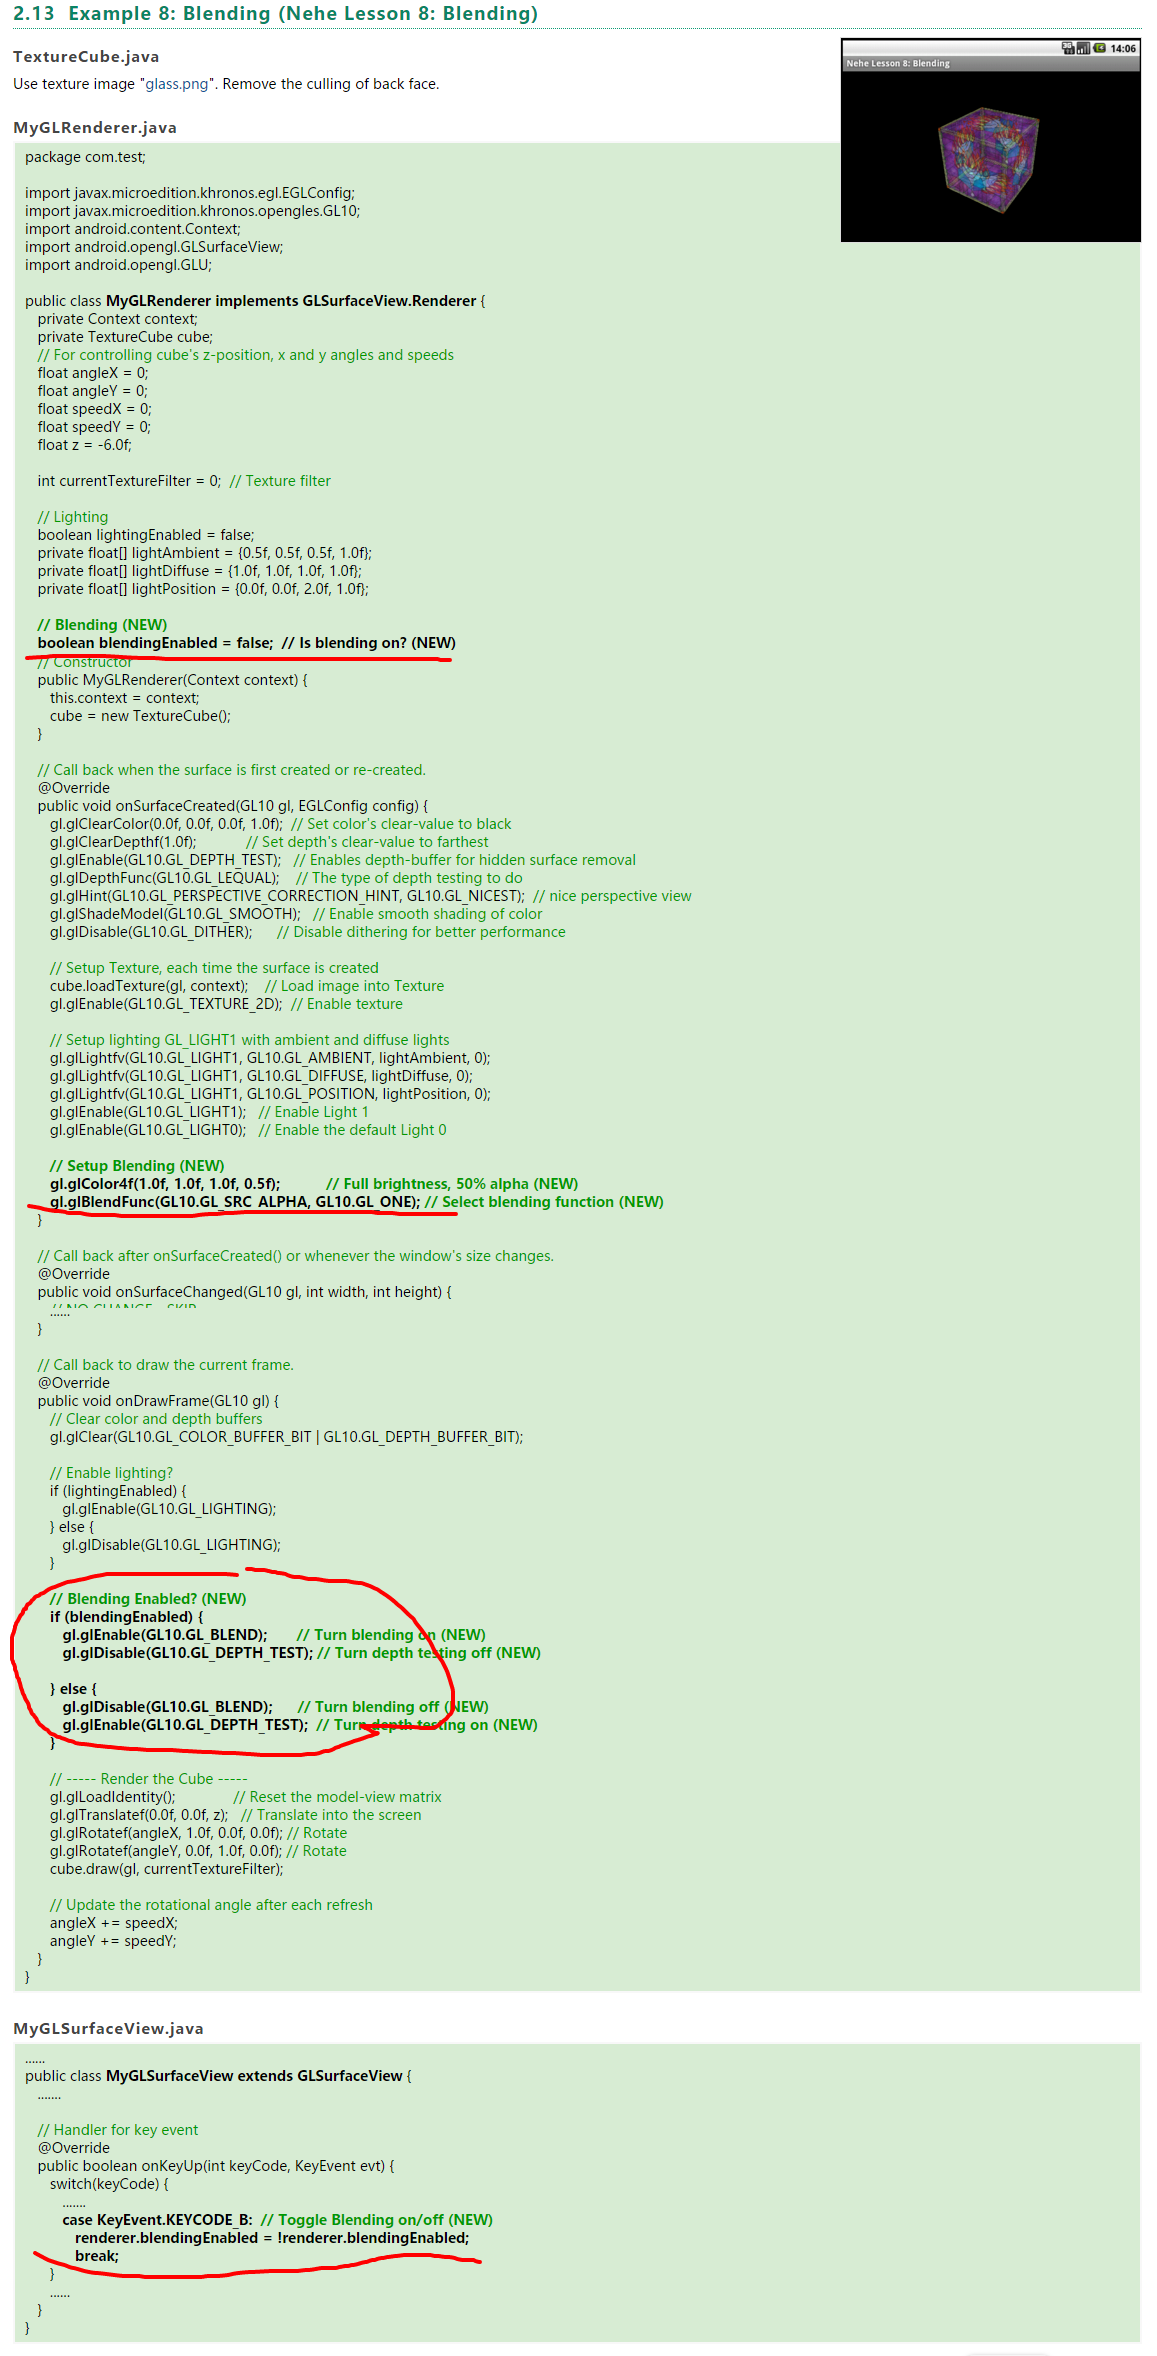 2.13 Example 8: Blending (Nehe Lesson 8: Blending)
14:06
Nehe Lesson 8: Blending
TextureCube.java
Use texture image "glass.png". Remove the culling of back face.
MyGLRenderer.java
package com.test;
import javax.microedition.khronos.egl.EGLConfig;
import javax.microedition.khronos.opengles.GL10;
import android.content.Context;
import android.opengl.GLSurfaceView;
import android.opengl.GLU;
public class MyGLRenderer implements GLSurfaceView.Renderer {
private Context context;
private TextureCube cube;
// For controlling cube's z-position, x and y angles and speeds
float angleX = 0;
float angleY = 0;
float speedX = 0;
float speedY = 0;
float z = -6.0f;
int currentTextureFilter = 0; // Texture filter
// Lighting
boolean lightingEnabled = false;
private float[] lightAmbient = {0.5f, 0.5f, 0.5f, 1.0f};
private float[] lightDiffuse = {1.0f, 1.0f, 1.0f, 1.0f};
private float[] lightPosition = {0.0f, 0.0f, 2.0f, 1.0f};
// Blending (NEW)
boolean blendingEnabled = false; // Is blending on? (NEW)
// Constructor
public MyGLRenderer(Context context) {
this.context = context;
cube = new TextureCube();
}
// Call back when the surface is first created or re-created.
@Override
public void onSurfaceCreated(GL10 gl, EGLConfig config) {
gl.glClearColor(0.0f, 0.0f, 0.0f, 1.0f); // Set color's clear-value to black
gl.glClearDepthf(1.0f); // Set depth's clear-value to farthest
gl.glEnable(GL10.GL_DEPTH_TEST); // Enables depth-buffer for hidden surface removal
gl.glDepthFunc(GL10.GL_LEQUAL); // The type of depth testing to do
gl.glHint(GL10.GL_PERSPECTIVE_CORRECTION_HINT, GL10.GL_NICEST); // nice perspective view
gl.glShadeModel(GL10.GL_SMOOTH); // Enable smooth shading of color
gl.glDisable(GL10.GL_DITHER); // Disable dithering for better performance
// Setup Texture, each time the surface is created
cube.loadTexture(gl, context); // Load image into Texture
gl.glEnable(GL10.GL_TEXTURE_2D); // Enable texture
// Setup lighting GL_LIGHT1 with ambient and diffuse lights
gl.glLightfv(GL10.GL_LIGHT1, GL10.GL_AMBIENT, lightAmbient, 0);
gl.glLightfv(GL10.GL_LIGHT1, GL10.GL_DIFFUSE, lightDiffuse, 0);
gl.glLightfv(GL10.GL_LIGHT1, GL10.GL_POSITION, lightPosition, 0);
gl.glEnable(GL10.GL_LIGHT1); // Enable Light 1
gl.glEnable(GL10.GL_LIGHT0); // Enable the default Light 0
// Setup Blending (NEW)
gl.glColor4f(1.0f, 1.0f, 1.0f, 0.5f); // Full brightness, 50% alpha (NEW)
gl.glBlendFunc(GL10.GL_SRC_ALPHA, GL10.GL_ONE); // Select blending function (NEW)
}
// Call back after onSurfaceCreated() or whenever the window's size changes.
@Override
public void onSurfaceChanged(GL10 gl, int width, int height) {
// NO CHANGE - SKIP
......
}
// Call back to draw the current frame.
@Override
public void onDrawFrame(GL10 gl) {
// Clear color and depth buffers
gl.glClear(GL10.GL_COLOR_BUFFER_BIT | GL10.GL_DEPTH_BUFFER_BIT);
// Enable lighting?
if (lightingEnabled) {
gl.glEnable(GL10.GL_LIGHTING);
} else {
gl.glDisable(GL10.GL_LIGHTING);
}
// Blending Enabled? (NEW)
if (blendingEnabled) {
gl.glEnable(GL10.GL_BLEND); // Turn blending on (NEW)
gl.glDisable(GL10.GL_DEPTH_TEST); // Turn depth testing off (NEW)
} else {
gl.glDisable(GL10.GL_BLEND); // Turn blending off (NEW)
gl.glEnable(GL10.GL_DEPTH_TEST); // Turn depth testing on (NEW)
}
// ----- Render the Cube -----
gl.glLoadIdentity(); // Reset the model-view matrix
gl.glTranslatef(0.0f, 0.0f, z); // Translate into the screen
gl.glRotatef(angleX, 1.0f, 0.0f, 0.0f); // Rotate
gl.glRotatef(angleY, 0.0f, 1.0f, 0.0f); // Rotate
cube.draw(gl, currentTextureFilter);
// Update the rotational angle after each refresh
angleX += speedX;
angleY += speedY;
}
}
MyGLSurfaceView.java
......
public class MyGLSurfaceView extends GLSurfaceView {
.......
// Handler for key event
@Override
public boolean onKeyUp(int keyCode, KeyEvent evt) {
switch(keyCode) {
.......
case KeyEvent.KEYCODE_B: // Toggle Blending on/off (NEW)
renderer.blendingEnabled = !renderer.blendingEnabled;
break;
}
......
}
}